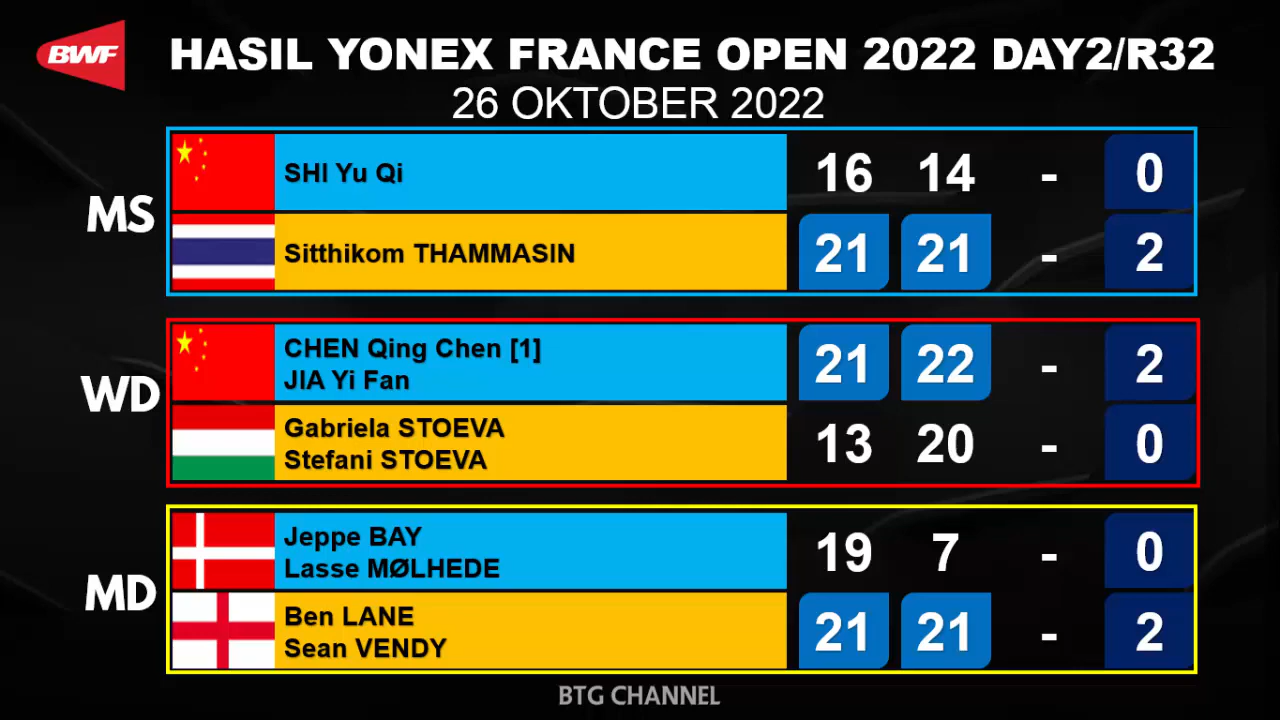 BWF
HASIL YONEX FRANCE OPEN 2022 DAY2/R32
26 OKTOBER 2022
MS
SHI Yu Qi 16 14 - 0
Sitthikom THAMMASIN 21 21 - 2
WD
CHEN Qing Chen [1]
JIA Yi Fan
21 22 - 2
Gabriela STOEVA
Stefani STOEVA
13 20 - 0
MD
Jeppe BAY
Lasse MØLHEDE
19 7 - 0
Ben LANE
Sean VENDY
21 21 - 2
BTG CHANNEL